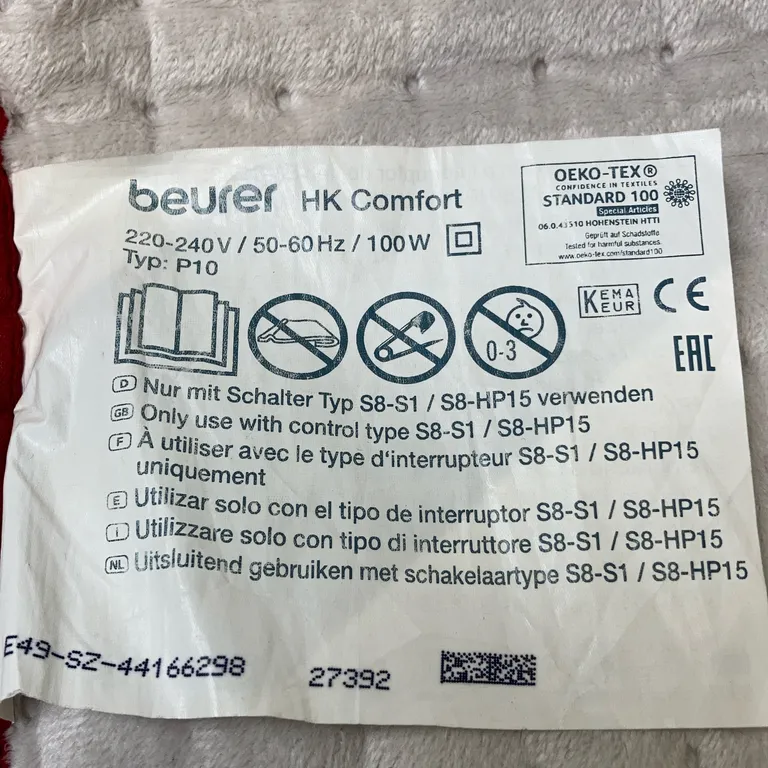 beurer HK Comfort
220-240V / 50-60Hz / 100W
Typ: P10
OEKO-TEX®
CONFIDENCE IN TEXTILES
STANDARD 100
Special Articles
06.0.43510 HOHENSTEIN HTTI
Geprüft auf Schadstoffe
Tested for harmful substances.
www.oeko-tex.com/standard100
KEMA
EUR
CE
EAC
0-3
D Nur mit Schalter Typ S8-S1 / S8-HP15 verwenden
GB Only use with control type S8-S1 / S8-HP15
F À utiliser avec le type d'interrupteur S8-S1 / S8-HP15
uniquement
E Utilizar solo con el tipo de interruptor S8-S1 / S8-HP15
I Utilizzare solo con tipo di interruttore S8-S1 / S8-HP15
NL Uitsluitend gebruiken met schakelaartype S8-S1 / S8-HP15
E49-SZ-44166298
27392